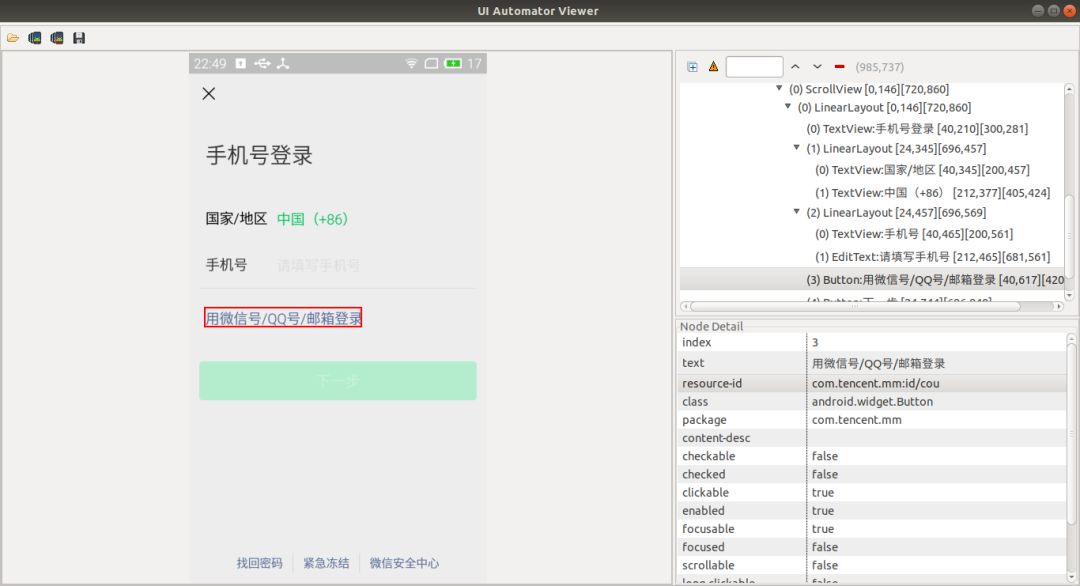 UI Automator Viewer
22:49
17
手机号登录
国家/地区 中国（+86）
手机号 请填写手机号
用微信号/QQ号/邮箱登录
下一步
找回密码 紧急冻结 微信安全中心
(985,737)
(0) ScrollView [0,146][720,860]
(0) LinearLayout [0,146][720,860]
(0) TextView:手机号登录 [40,210][300,281]
(1) LinearLayout [24,345][696,457]
(0) TextView:国家/地区 [40,345][200,457]
(1) TextView:中国（+86） [212,377][405,424]
(2) LinearLayout [24,457][696,569]
(0) TextView:手机号 [40,465][200,561]
(1) EditText:请填写手机号 [212,465][681,561]
(3) Button:用微信号/QQ号/邮箱登录 [40,617][420
Node Detail
index 3
text 用微信号/QQ号/邮箱登录
resource-id com.tencent.mm:id/cou
class android.widget.Button
package com.tencent.mm
content-desc
checkable false
checked false
clickable true
enabled true
focusable true
focused false
scrollable false
long-clickable false